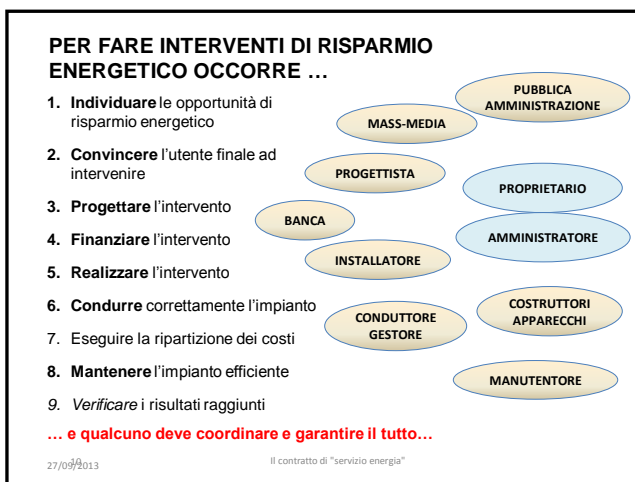 PER FARE INTERVENTI DI RISPARMIO
ENERGETICO OCCORRE …
1. Individuare le opportunità di
risparmio energetico
2. Convincere l'utente finale ad
intervenire
3. Progettare l'intervento
4. Finanziare l'intervento
5. Realizzare l'intervento
6. Condurre correttamente l'impianto
7. Eseguire la ripartizione dei costi
8. Mantenere l'impianto efficiente
9. Verificare i risultati raggiunti
… e qualcuno deve coordinare e garantire il tutto…
PUBBLICA
AMMINISTRAZIONE
MASS-MEDIA
PROGETTISTA
PROPRIETARIO
BANCA
AMMINISTRATORE
INSTALLATORE
COSTRUTTORI
APPARECCHI
CONDUTTORE
GESTORE
MANUTENTORE
27/09/2013
Il contratto di "servizio energia"